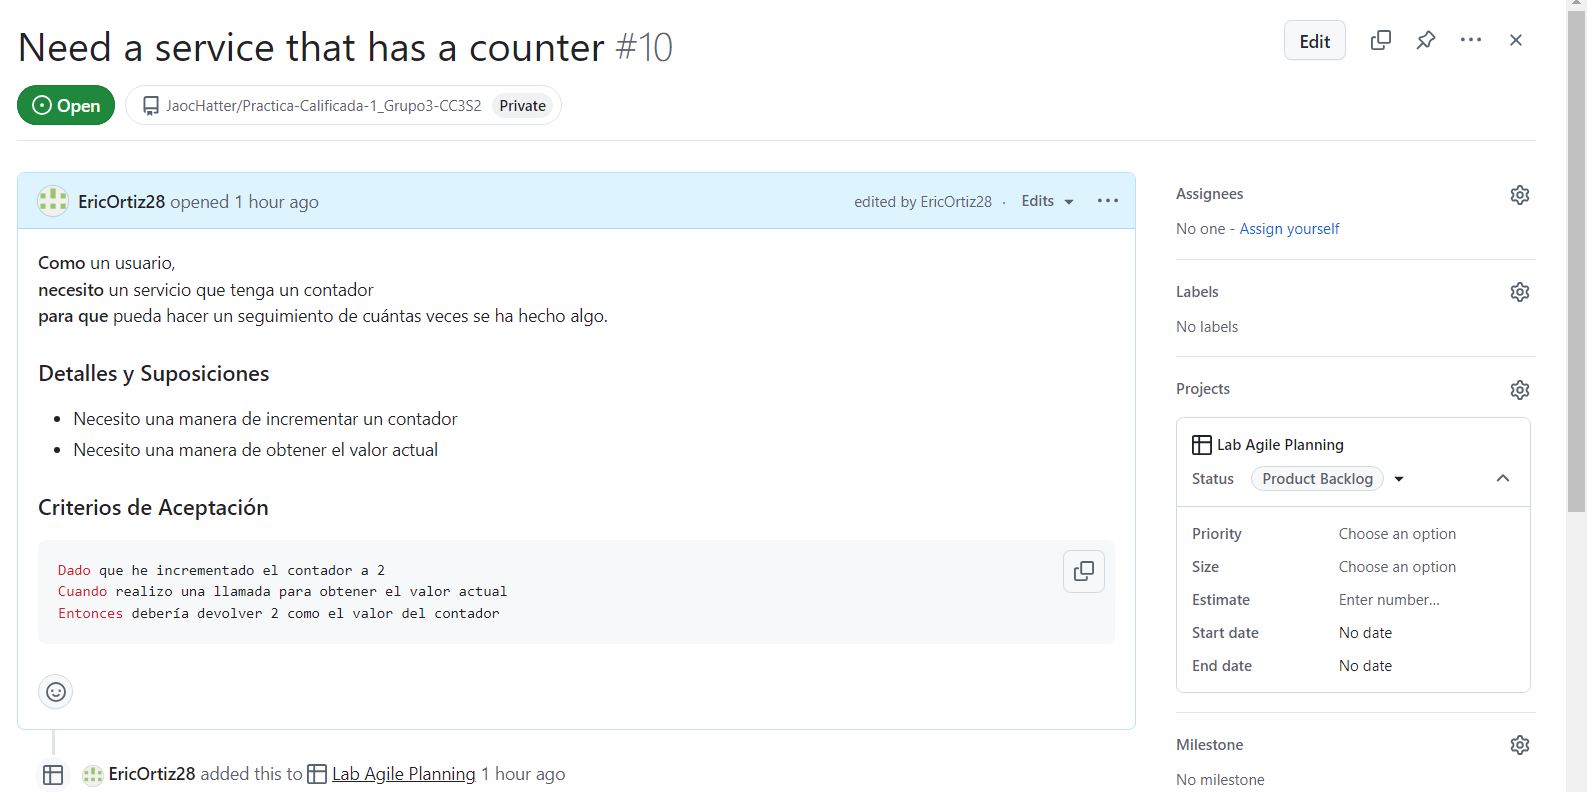 Need a service that has a counter #10
Edit
Open
JaocHatter/Practica-Calificada-1_Grupo3-CC3S2 Private
EricOrtiz28 opened 1 hour ago
edited by EricOrtiz28 · Edits
Como un usuario,
necesito un servicio que tenga un contador
para que pueda hacer un seguimiento de cuántas veces se ha hecho algo.
Detalles y Suposiciones
• Necesito una manera de incrementar un contador
• Necesito una manera de obtener el valor actual
Criterios de Aceptación
Dado que he incrementado el contador a 2
Cuando realizo una llamada para obtener el valor actual
Entonces debería devolver 2 como el valor del contador
EricOrtiz28 added this to Lab Agile Planning 1 hour ago
Assignees
No one - Assign yourself
Labels
No labels
Projects
Lab Agile Planning
Status Product Backlog
Priority Choose an option
Size Choose an option
Estimate Enter number...
Start date No date
End date No date
Milestone
No milestone